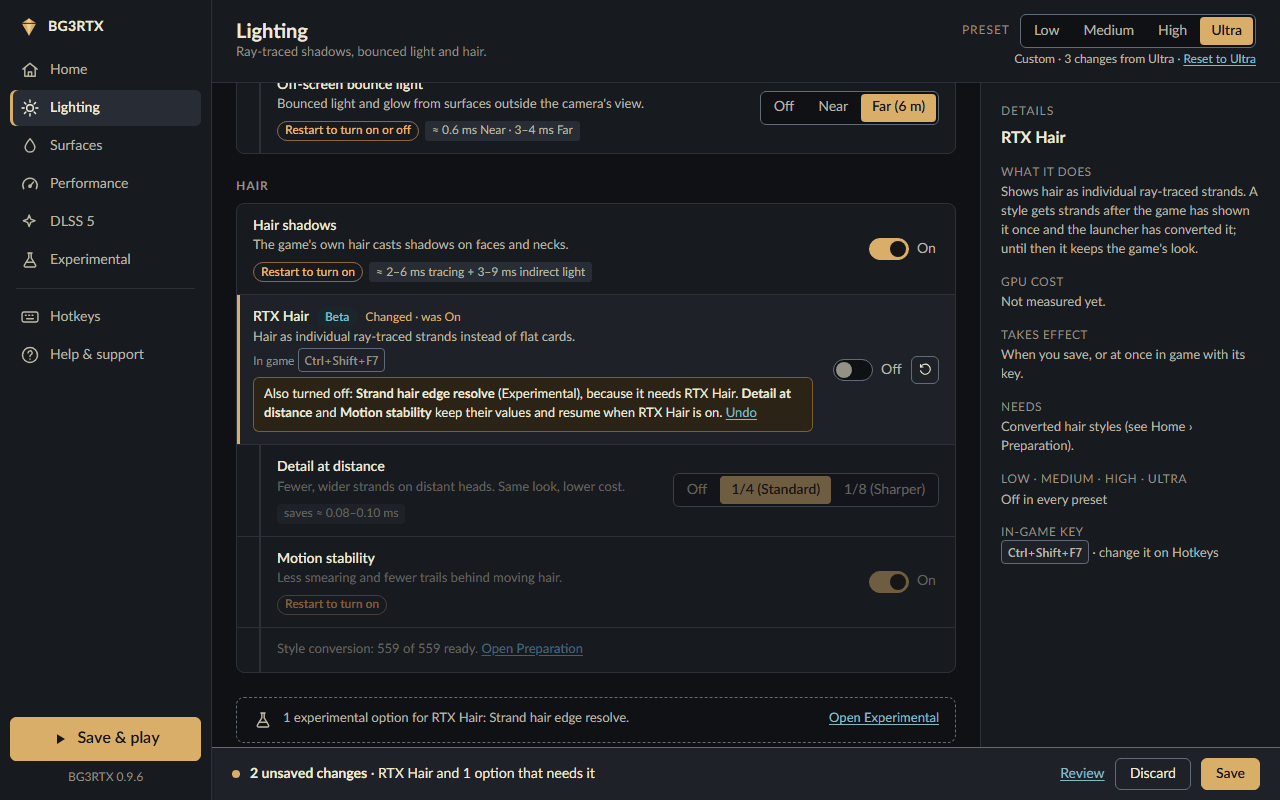 BG3RTX
Home
Lighting
Surfaces
Performance
DLSS 5
Experimental
Hotkeys
Help & support
Save & play
BG3RTX 0.9.6
Lighting
Ray-traced shadows, bounced light and hair.
PRESET
Low Medium High Ultra
Custom · 3 changes from Ultra · Reset to Ultra
Off-screen bounce light
Bounced light and glow from surfaces outside the camera's view.
Restart to turn on or off ≈ 0.6 ms Near · 3–4 ms Far
Off Near Far (6 m)
HAIR
Hair shadows
The game's own hair casts shadows on faces and necks.
Restart to turn on ≈ 2–6 ms tracing + 3–9 ms indirect light
On
RTX Hair Beta Changed · was On
Hair as individual ray-traced strands instead of flat cards.
In game Ctrl+Shift+F7
Off
Also turned off: Strand hair edge resolve (Experimental), because it needs RTX Hair. Detail at
distance and Motion stability keep their values and resume when RTX Hair is on. Undo
Detail at distance
Fewer, wider strands on distant heads. Same look, lower cost.
saves ≈ 0.08–0.10 ms
Off 1/4 (Standard) 1/8 (Sharper)
Motion stability
Less smearing and fewer trails behind moving hair.
Restart to turn on
On
Style conversion: 559 of 559 ready. Open Preparation
1 experimental option for RTX Hair: Strand hair edge resolve.
Open Experimental
DETAILS
RTX Hair
WHAT IT DOES
Shows hair as individual ray-traced strands. A
style gets strands after the game has shown
it once and the launcher has converted it;
until then it keeps the game's look.
GPU COST
Not measured yet.
TAKES EFFECT
When you save, or at once in game with its
key.
NEEDS
Converted hair styles (see Home ›
Preparation).
LOW · MEDIUM · HIGH · ULTRA
Off in every preset
IN-GAME KEY
Ctrl+Shift+F7 · change it on Hotkeys
2 unsaved changes · RTX Hair and 1 option that needs it
Review Discard Save